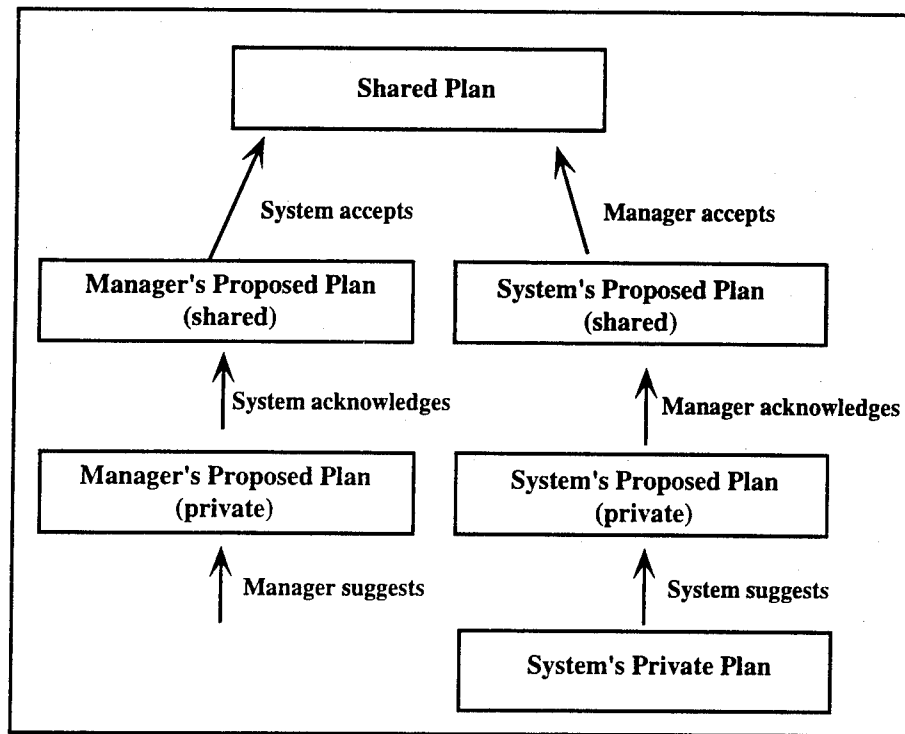 Shared Plan
System accepts
Manager accepts
Manager's Proposed Plan
(shared)
System's Proposed Plan
(shared)
System acknowledges
Manager acknowledges
Manager's Proposed Plan
(private)
System's Proposed Plan
(private)
Manager suggests
System suggests
System's Private Plan